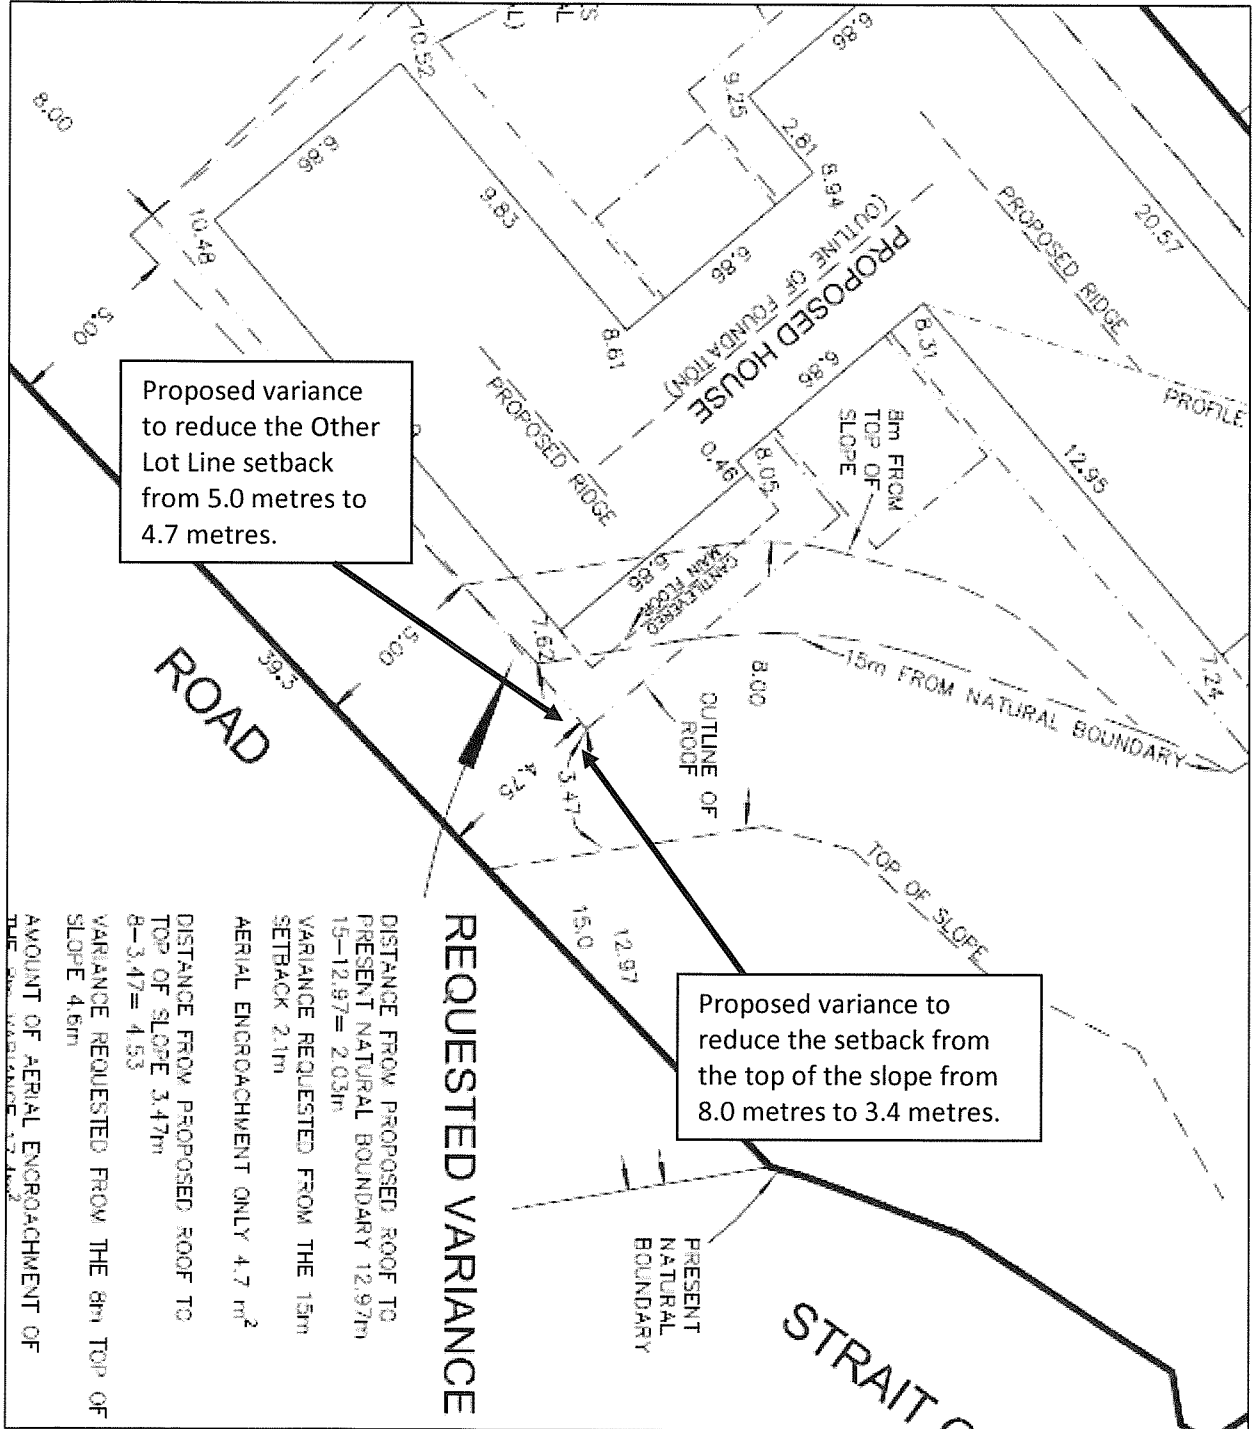 8.00
10.52
6.86
9.25
6.86
2.61
8.94
20.57
10.48
9.83
6.86
8.61
5.00
PROPOSED HOUSE
(OUTLINE OF FOUNDATION)
PROPOSED RIDGE
PROFILE
8.31
6.86
12.95
PROPOSED RIDGE
8m FROM
TOP OF
SLOPE
0.46
8.05
Proposed variance
to reduce the Other
Lot Line setback
from 5.0 metres to
4.7 metres.
6.86
CANTILEVERED
MAIN FLOOR
7.62
5.00
7.24
39.3
ROAD
15m FROM NATURAL BOUNDARY
8.00
OUTLINE OF
ROOF
4.75
3.47
TOP OF SLOPE
15.0
12.97
Proposed variance to
reduce the setback from
the top of the slope from
8.0 metres to 3.4 metres.
PRESENT
NATURAL
BOUNDARY
STRAIT
REQUESTED VARIANCE
DISTANCE FROM PROPOSED ROOF TO
PRESENT NATURAL BOUNDARY 12.97m
15-12.97= 2.03m
VARIANCE REQUESTED FROM THE 15m
SETBACK 2.1m
AERIAL ENCROACHMENT ONLY 4.7 m²
DISTANCE FROM PROPOSED ROOF TO
TOP OF SLOPE 3.47m
8-3.47= 4.53
VARIANCE REQUESTED FROM THE 8m TOP OF
SLOPE 4.6m
AMOUNT OF AERIAL ENCROACHMENT OF